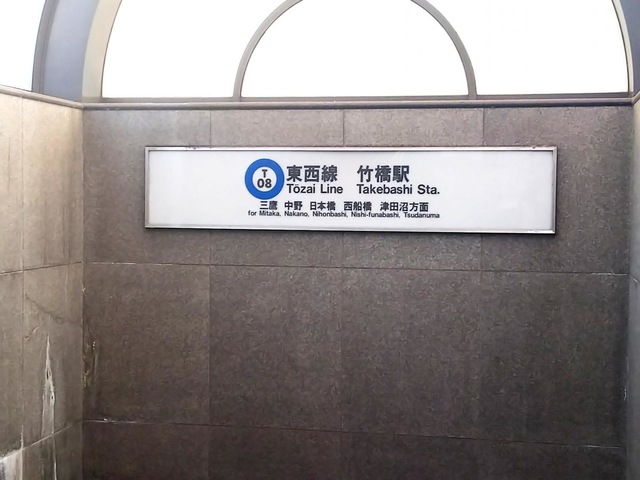 T
08
東西線 竹橋駅
Tōzai Line Takebashi Sta.
三鷹 中野 日本橋 西船橋 津田沼方面
for Mitaka, Nakano, Nihonbashi, Nishi-funabashi, Tsudanuma